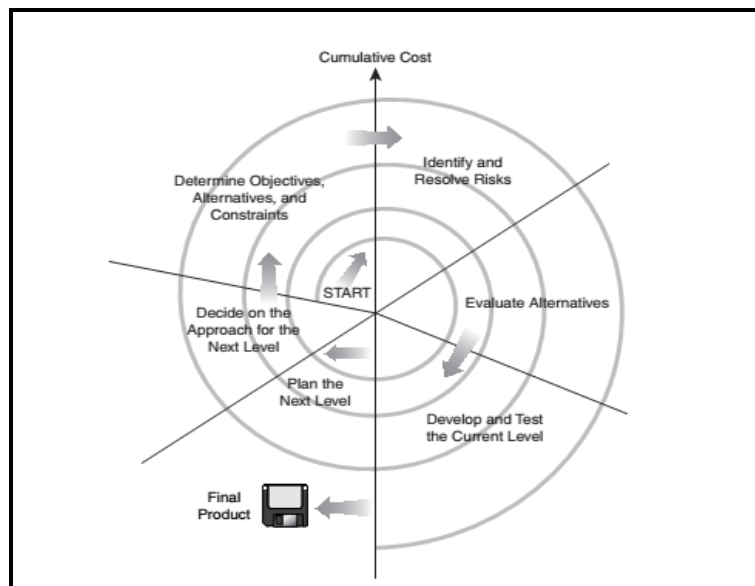 Cumulative Cost
Identify and
Resolve Risks
Determine Objectives,
Alternatives, and
Constraints
START
Evaluate Alternatives
Decide on the
Approach for the
Next Level
Plan the
Next Level
Develop and Test
the Current Level
Final
Product